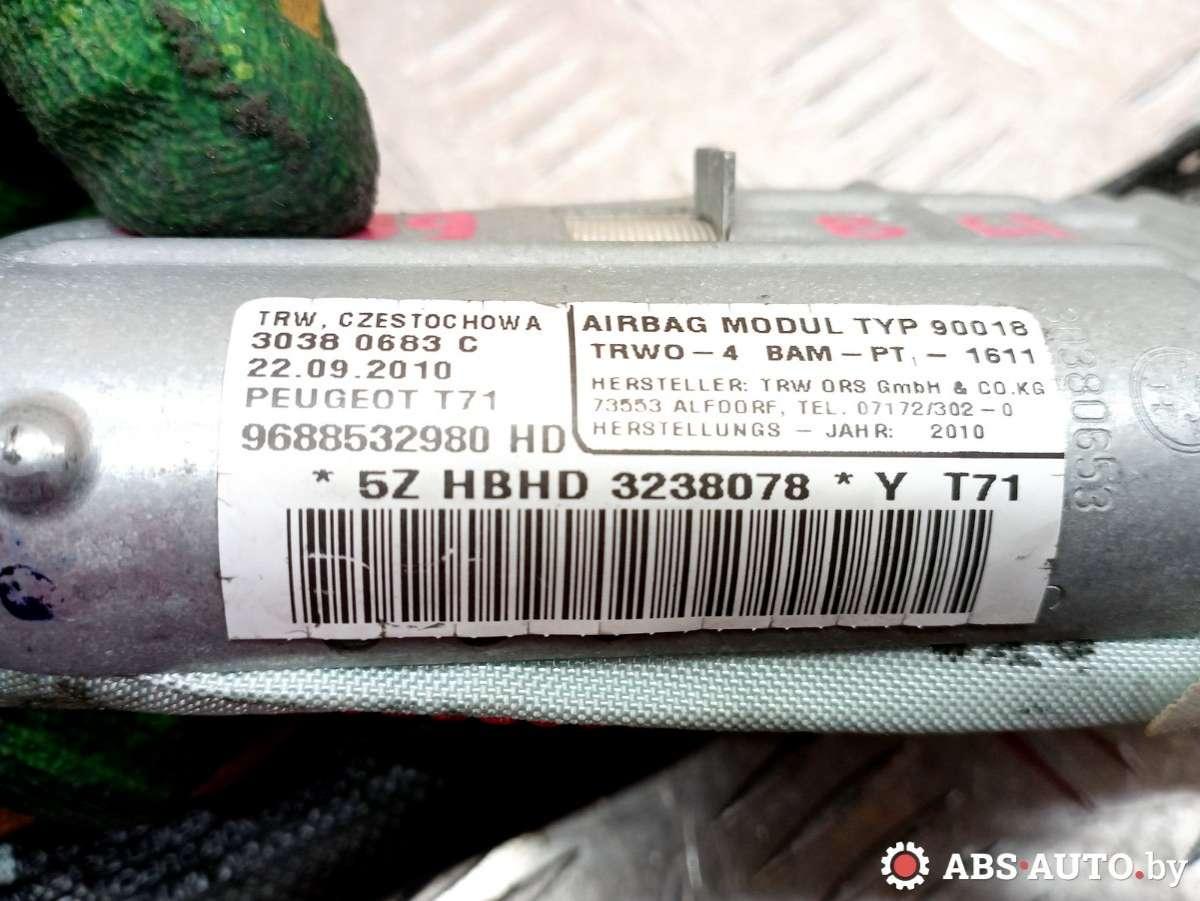 TRW, CZESTOCHOWA
3038 0683 C
22.09.2010
PEUGEOT T71
9688532980 HD
AIRBAG MODUL TYP 90018
TRWO-4 BAM-PT, - 1611
HERSTELLER: TRW ORS GmbH & CO.KG
73553 ALFDORF, TEL. 07172/302-0
HERSTELLUNGS - JAHR: 2010
* 5Z HBHD 3238078 * Y T71
30380653
ABS-AUTO.by